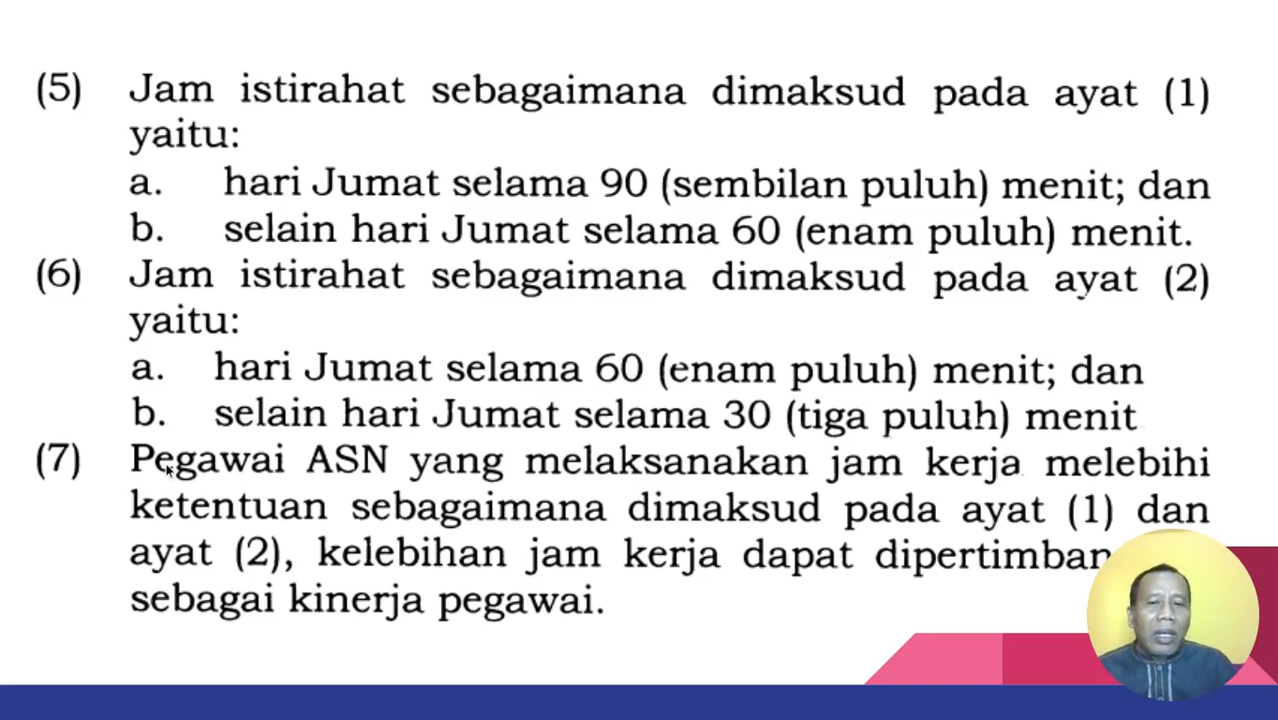 (5) Jam istirahat sebagaimana dimaksud pada ayat (1)
yaitu:
a. hari Jumat selama 90 (sembilan puluh) menit; dan
b. selain hari Jumat selama 60 (enam puluh) menit.
(6) Jam istirahat sebagaimana dimaksud pada ayat (2)
yaitu:
a. hari Jumat selama 60 (enam puluh) menit; dan
b. selain hari Jumat selama 30 (tiga puluh) menit
(7) Pegawai ASN yang melaksanakan jam kerja melebihi
ketentuan sebagaimana dimaksud pada ayat (1) dan
ayat (2), kelebihan jam kerja dapat
sebagai kinerja pegawai.